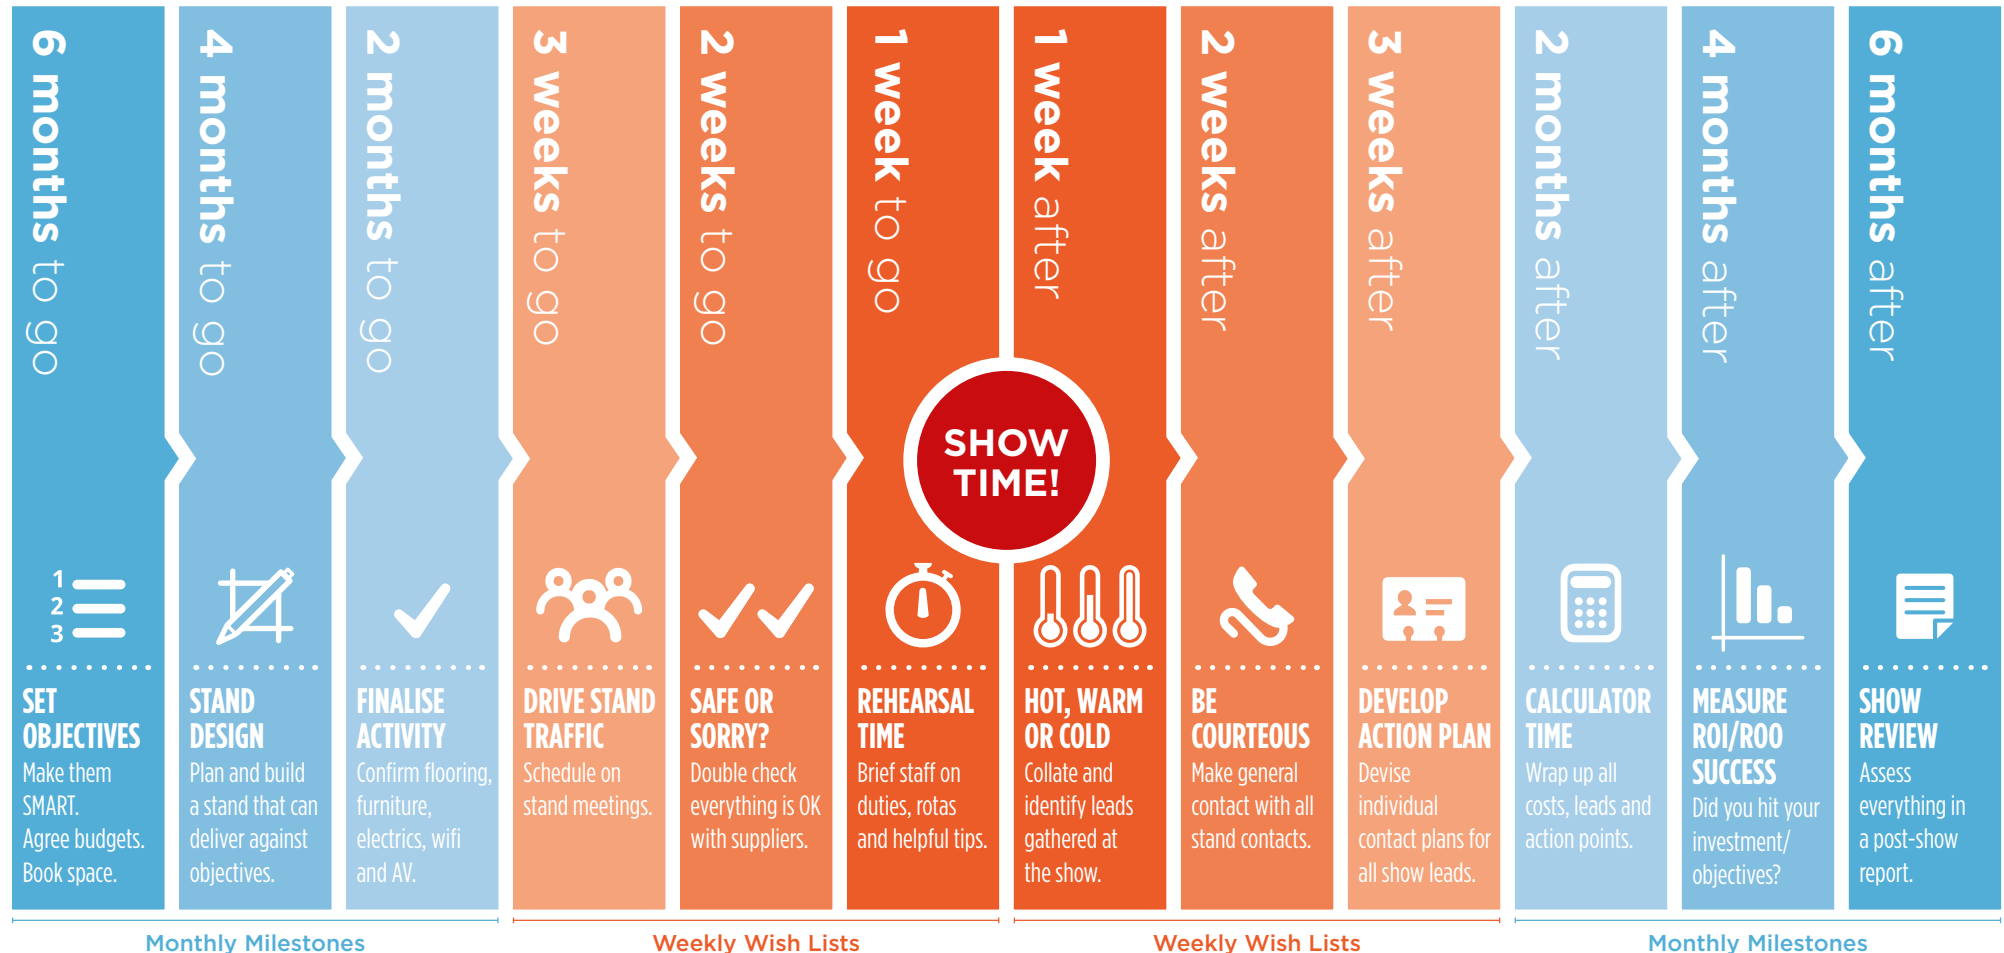 6 months to go
4 months to go
2 months to go
3 weeks to go
2 weeks to go
1 week to go
1 week after
2 weeks after
3 weeks after
2 months after
4 months after
6 months after
SHOW
TIME!
1
2
3
SET
OBJECTIVES
Make them
SMART.
Agree budgets.
Book space.
STAND
DESIGN
Plan and build
a stand that can
deliver against
objectives.
FINALISE
ACTIVITY
Confirm flooring,
furniture,
electrics, wifi
and AV.
DRIVE STAND
TRAFFIC
Schedule on
stand meetings.
SAFE OR
SORRY?
Double check
everything is OK
with suppliers.
REHEARSAL
TIME
Brief staff on
duties, rotas
and helpful tips.
HOT, WARM
OR COLD
Collate and
identify leads
gathered at
the show.
BE
COURTEOUS
Make general
contact with all
stand contacts.
DEVELOP
ACTION PLAN
Devise
individual
contact plans for
all show leads.
CALCULATOR
TIME
Wrap up all
costs, leads and
action points.
MEASURE
ROI/ROO
SUCCESS
Did you hit your
investment/
objectives?
SHOW
REVIEW
Assess
everything in
a post-show
report.
Monthly Milestones
Weekly Wish Lists
Weekly Wish Lists
Monthly Milestones